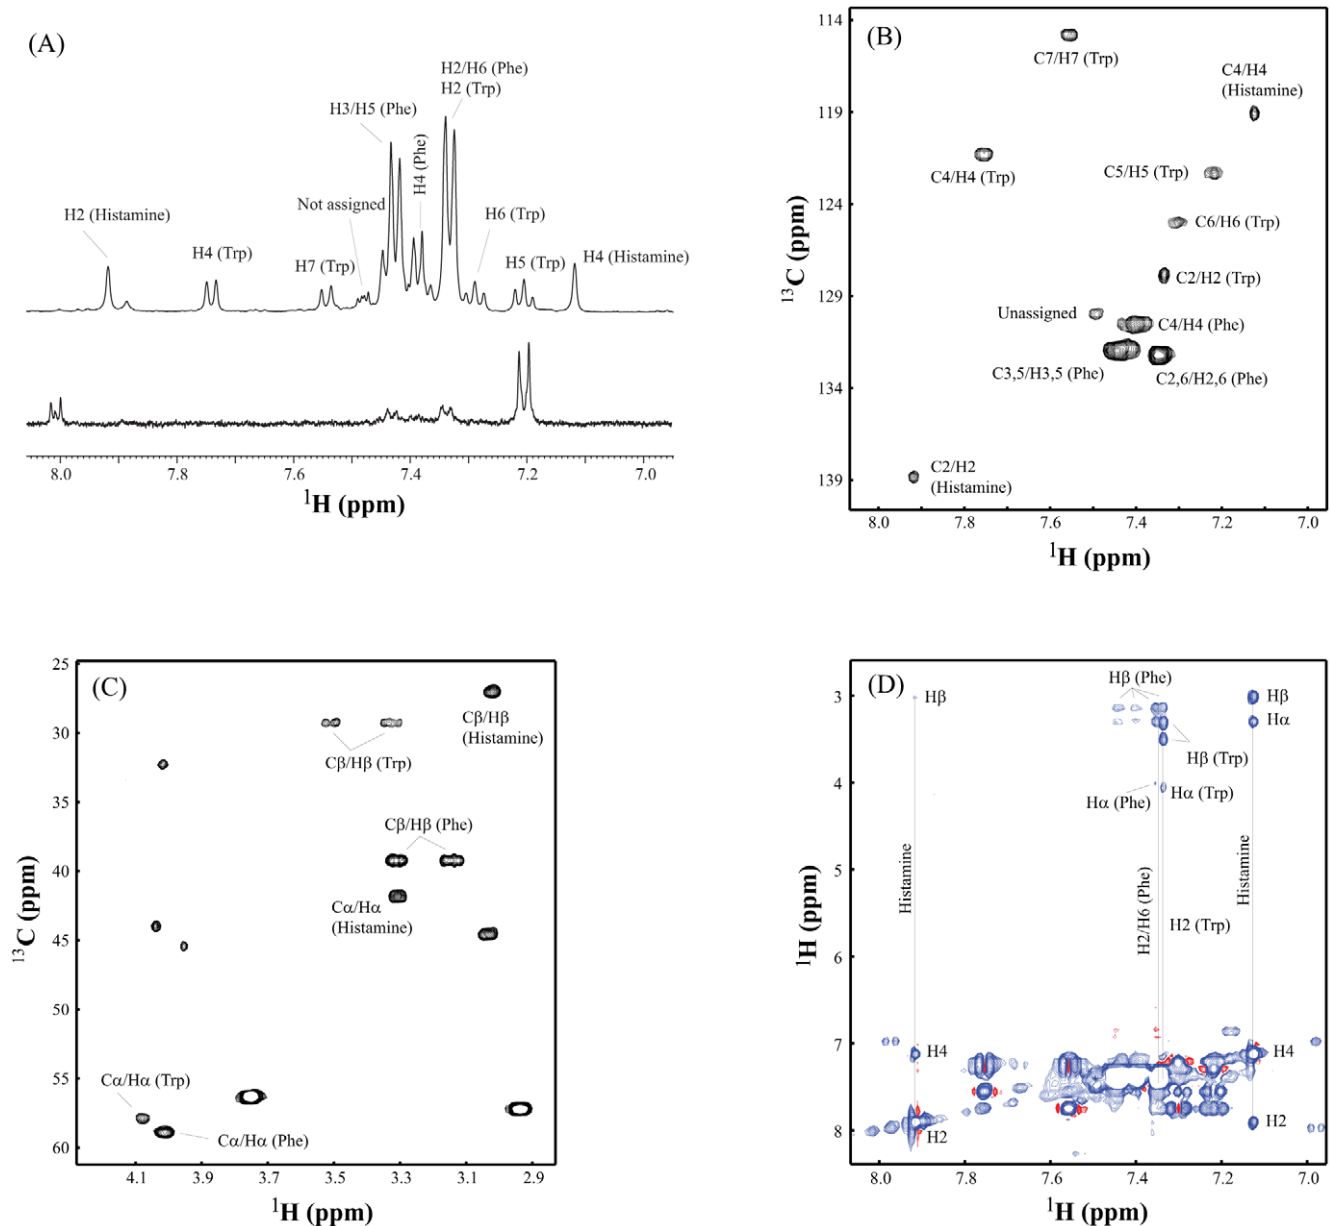 (A)
H2/H6 (Phe)
H2 (Trp)
H3/H5 (Phe)
H4 (Phe)
Not assigned
H2 (Histamine)
H4 (Trp)
H7 (Trp)
H6 (Trp)
H5 (Trp)
H4 (Histamine)
8.0 7.8 7.6 7.4 7.2 7.0
¹H (ppm)
(B)
114
119
124
129
134
139
¹³C (ppm)
C7/H7 (Trp)
C4/H4
(Histamine)
C4/H4 (Trp)
C5/H5 (Trp)
C6/H6 (Trp)
C2/H2 (Trp)
Unassigned
C4/H4 (Phe)
C3,5/H3,5 (Phe)
C2,6/H2,6 (Phe)
C2/H2
(Histamine)
8.0 7.8 7.6 7.4 7.2 7.0
¹H (ppm)
(C)
25
30
35
40
45
50
55
60
¹³C (ppm)
Cβ/Hβ
(Histamine)
Cβ/Hβ (Trp)
Cβ/Hβ (Phe)
Cα/Hα
(Histamine)
Cα/Hα (Trp)
Cα/Hα (Phe)
4.1 3.9 3.7 3.5 3.3 3.1 2.9
¹H (ppm)
(D)
3
4
5
6
7
8
¹H (ppm)
Hβ (Phe)
Hβ
Hβ
Hα
Hβ (Trp)
Hα (Phe)
Hα (Trp)
Histamine
H2/H6 (Phe)
H2 (Trp)
Histamine
H4
H4
H2
H2
8.0 7.8 7.6 7.4 7.2 7.0
¹H (ppm)